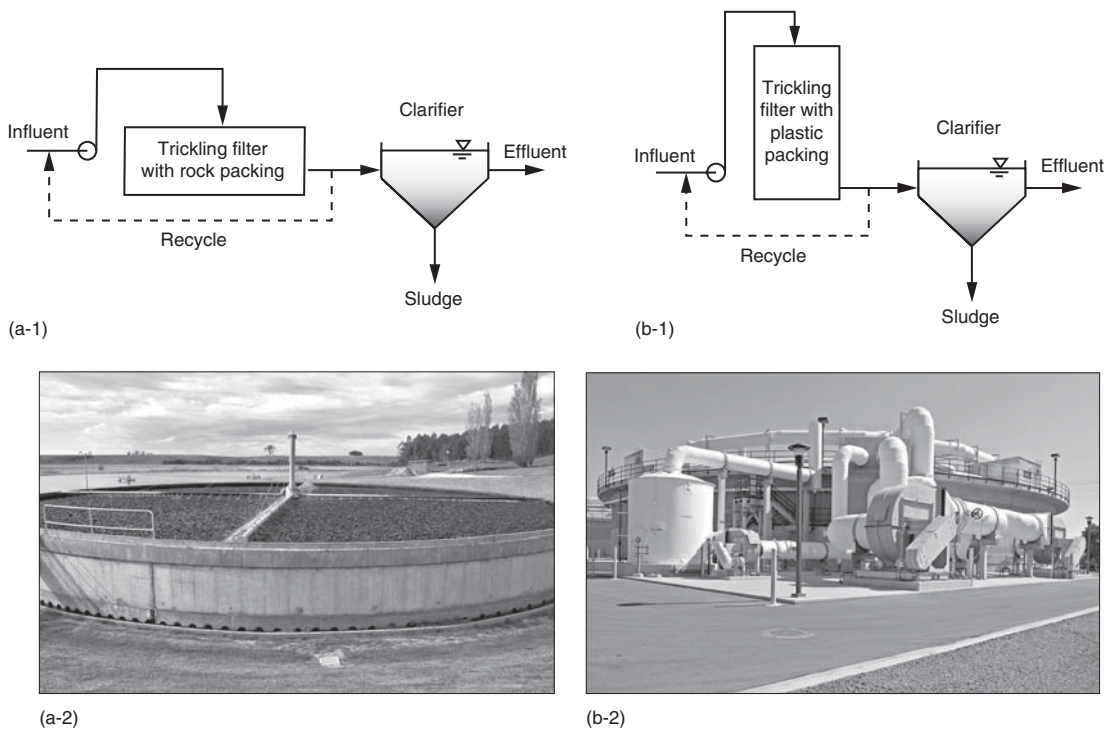 Influent
Trickling filter
with rock packing
Clarifier
Effluent
Recycle
Sludge
(a-1)
Influent
Trickling
filter with
plastic
packing
Clarifier
Effluent
Recycle
Sludge
(b-1)
(a-2)
(b-2)